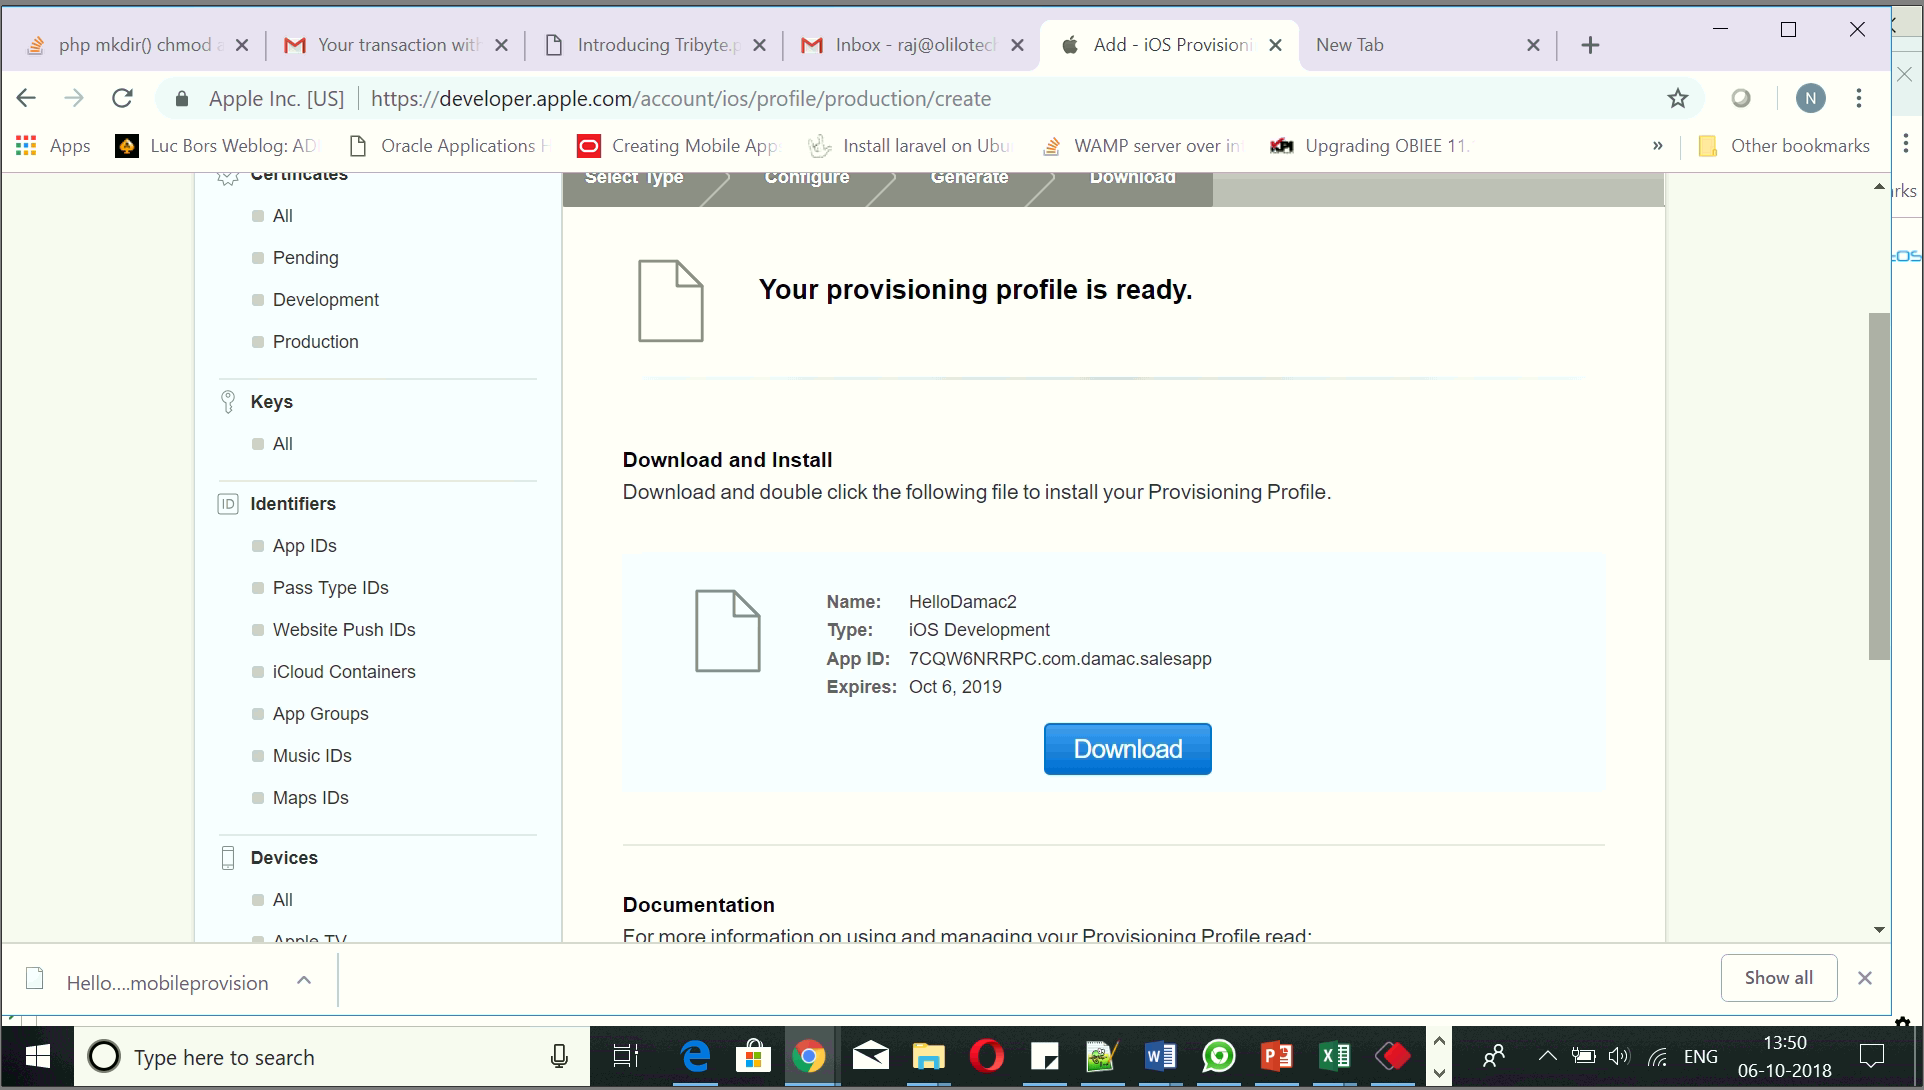 php mkdir() chmod a
Your transaction with
Introducing Tribyte.p
Inbox - raj@olilotech
Add - iOS Provisioni
New Tab
Apple Inc. [US] https://developer.apple.com/account/ios/profile/production/create
N
Apps
Luc Bors Weblog: AD
Oracle Applications H
Creating Mobile Apps
Install laravel on Ubu
WAMP server over in
KPI
Upgrading OBIEE 11.
»
Other bookmarks
rks
Certificates
All
Pending
Development
Production
Keys
All
ID Identifiers
App IDs
Pass Type IDs
Website Push IDs
iCloud Containers
App Groups
Music IDs
Maps IDs
Devices
All
Apple TV
Select Type
Configure
Generate
Download
Your provisioning profile is ready.
Download and Install
Download and double click the following file to install your Provisioning Profile.
Name: HelloDamac2
Type: iOS Development
App ID: 7CQW6NRRPC.com.damac.salesapp
Expires: Oct 6, 2019
Download
Documentation
For more information on using and managing your Provisioning Profile read:
Hello....mobileprovision
Show all
Type here to search
ENG
13:50
06-10-2018